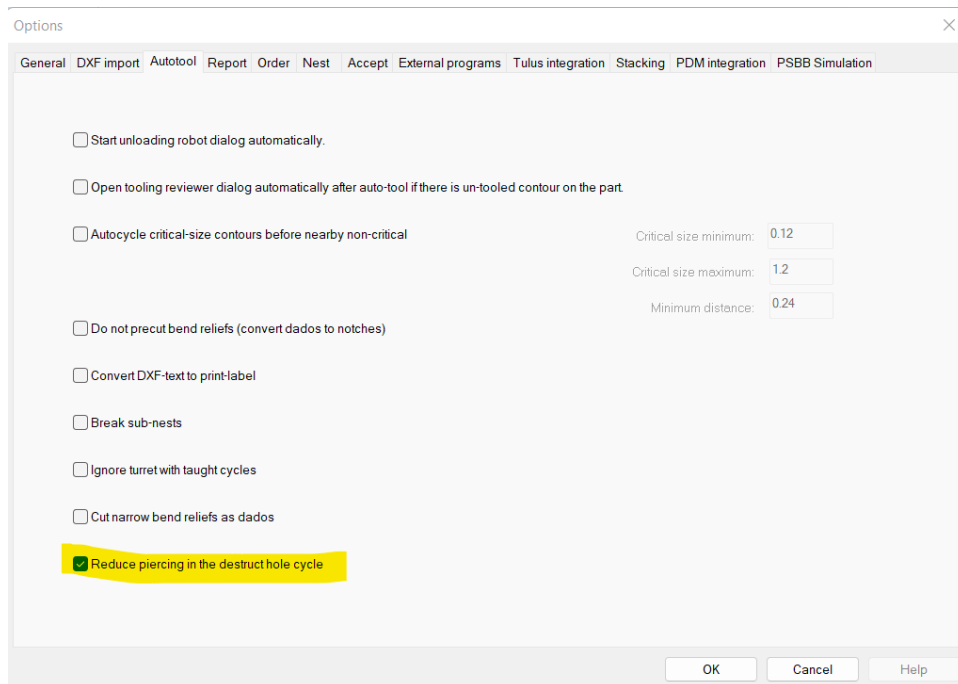 Options
General DXF import Autotool Report Order Nest Accept External programs Tulus integration Stacking PDM integration PSBB Simulation
Start unloading robot dialog automatically.
Open tooling reviewer dialog automatically after auto-tool if there is un-tooled contour on the part.
Autocycle critical-size contours before nearby non-critical
Critical size minimum: 0.12
Critical size maximum: 1.2
Minimum distance: 0.24
Do not precut bend reliefs (convert dados to notches)
Convert DXF-text to print-label
Break sub-nests
Ignore turret with taught cycles
Cut narrow bend reliefs as dados
Reduce piercing in the destruct hole cycle
OK Cancel Help